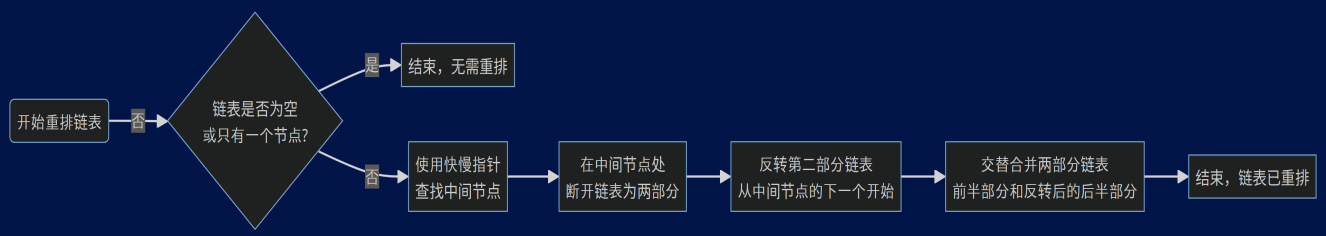 开始重排链表
否
链表是否为空
或只有一个节点?
是
结束，无需重排
否
使用快慢指针
查找中间节点
在中间节点处
断开链表为两部分
反转第二部分链表
从中间节点的下一个开始
交替合并两部分链表
前半部分和反转后的后半部分
结束，链表已重排